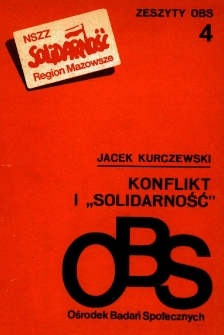 ZESZYTY OBS
4
NSZZ
SOLIDARNOŚĆ
Region Mazowsze
JACEK KURCZEWSKI
KONFLIKT
I „SOLIDARNOŚĆ”
OBS
Ośrodek Badań Społecznych